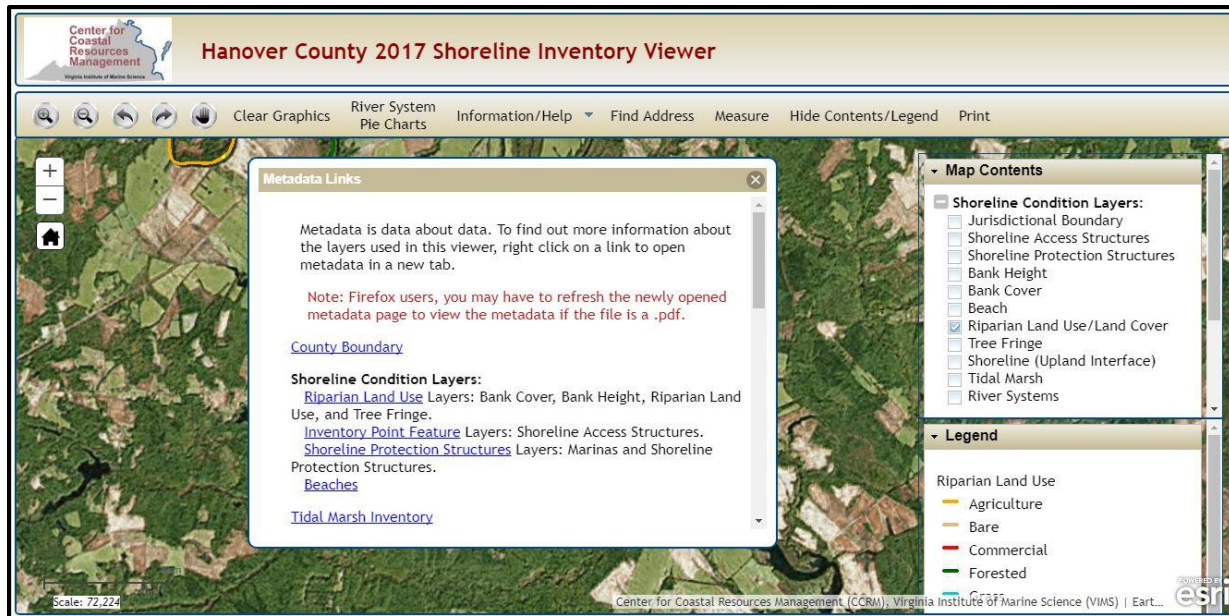 Center for
Coastal
Resources
Management
Virginia Institute of Marine Science
Hanover County 2017 Shoreline Inventory Viewer
Clear Graphics
River System
Pie Charts
Information/Help
Find Address
Measure
Hide Contents/Legend
Print
+
−
Metadata Links
Metadata is data about data. To find out more information about
the layers used in this viewer, right click on a link to open
metadata in a new tab.
Note: Firefox users, you may have to refresh the newly opened
metadata page to view the metadata if the file is a .pdf.
County Boundary
Shoreline Condition Layers:
Riparian Land Use Layers: Bank Cover, Bank Height, Riparian Land
Use, and Tree Fringe.
Inventory Point Feature Layers: Shoreline Access Structures.
Shoreline Protection Structures Layers: Marinas and Shoreline
Protection Structures.
Beaches
Tidal Marsh Inventory
Map Contents
Shoreline Condition Layers:
Jurisdictional Boundary
Shoreline Access Structures
Shoreline Protection Structures
Bank Height
Bank Cover
Beach
Riparian Land Use/Land Cover
Tree Fringe
Shoreline (Upland Interface)
Tidal Marsh
River Systems
Legend
Riparian Land Use
Agriculture
Bare
Commercial
Forested
Grass
Scale: 72,224
Center for Coastal Resources Management (CCRM), Virginia Institute of Marine Science (VIMS) | Eart...
POWERED BY
esri